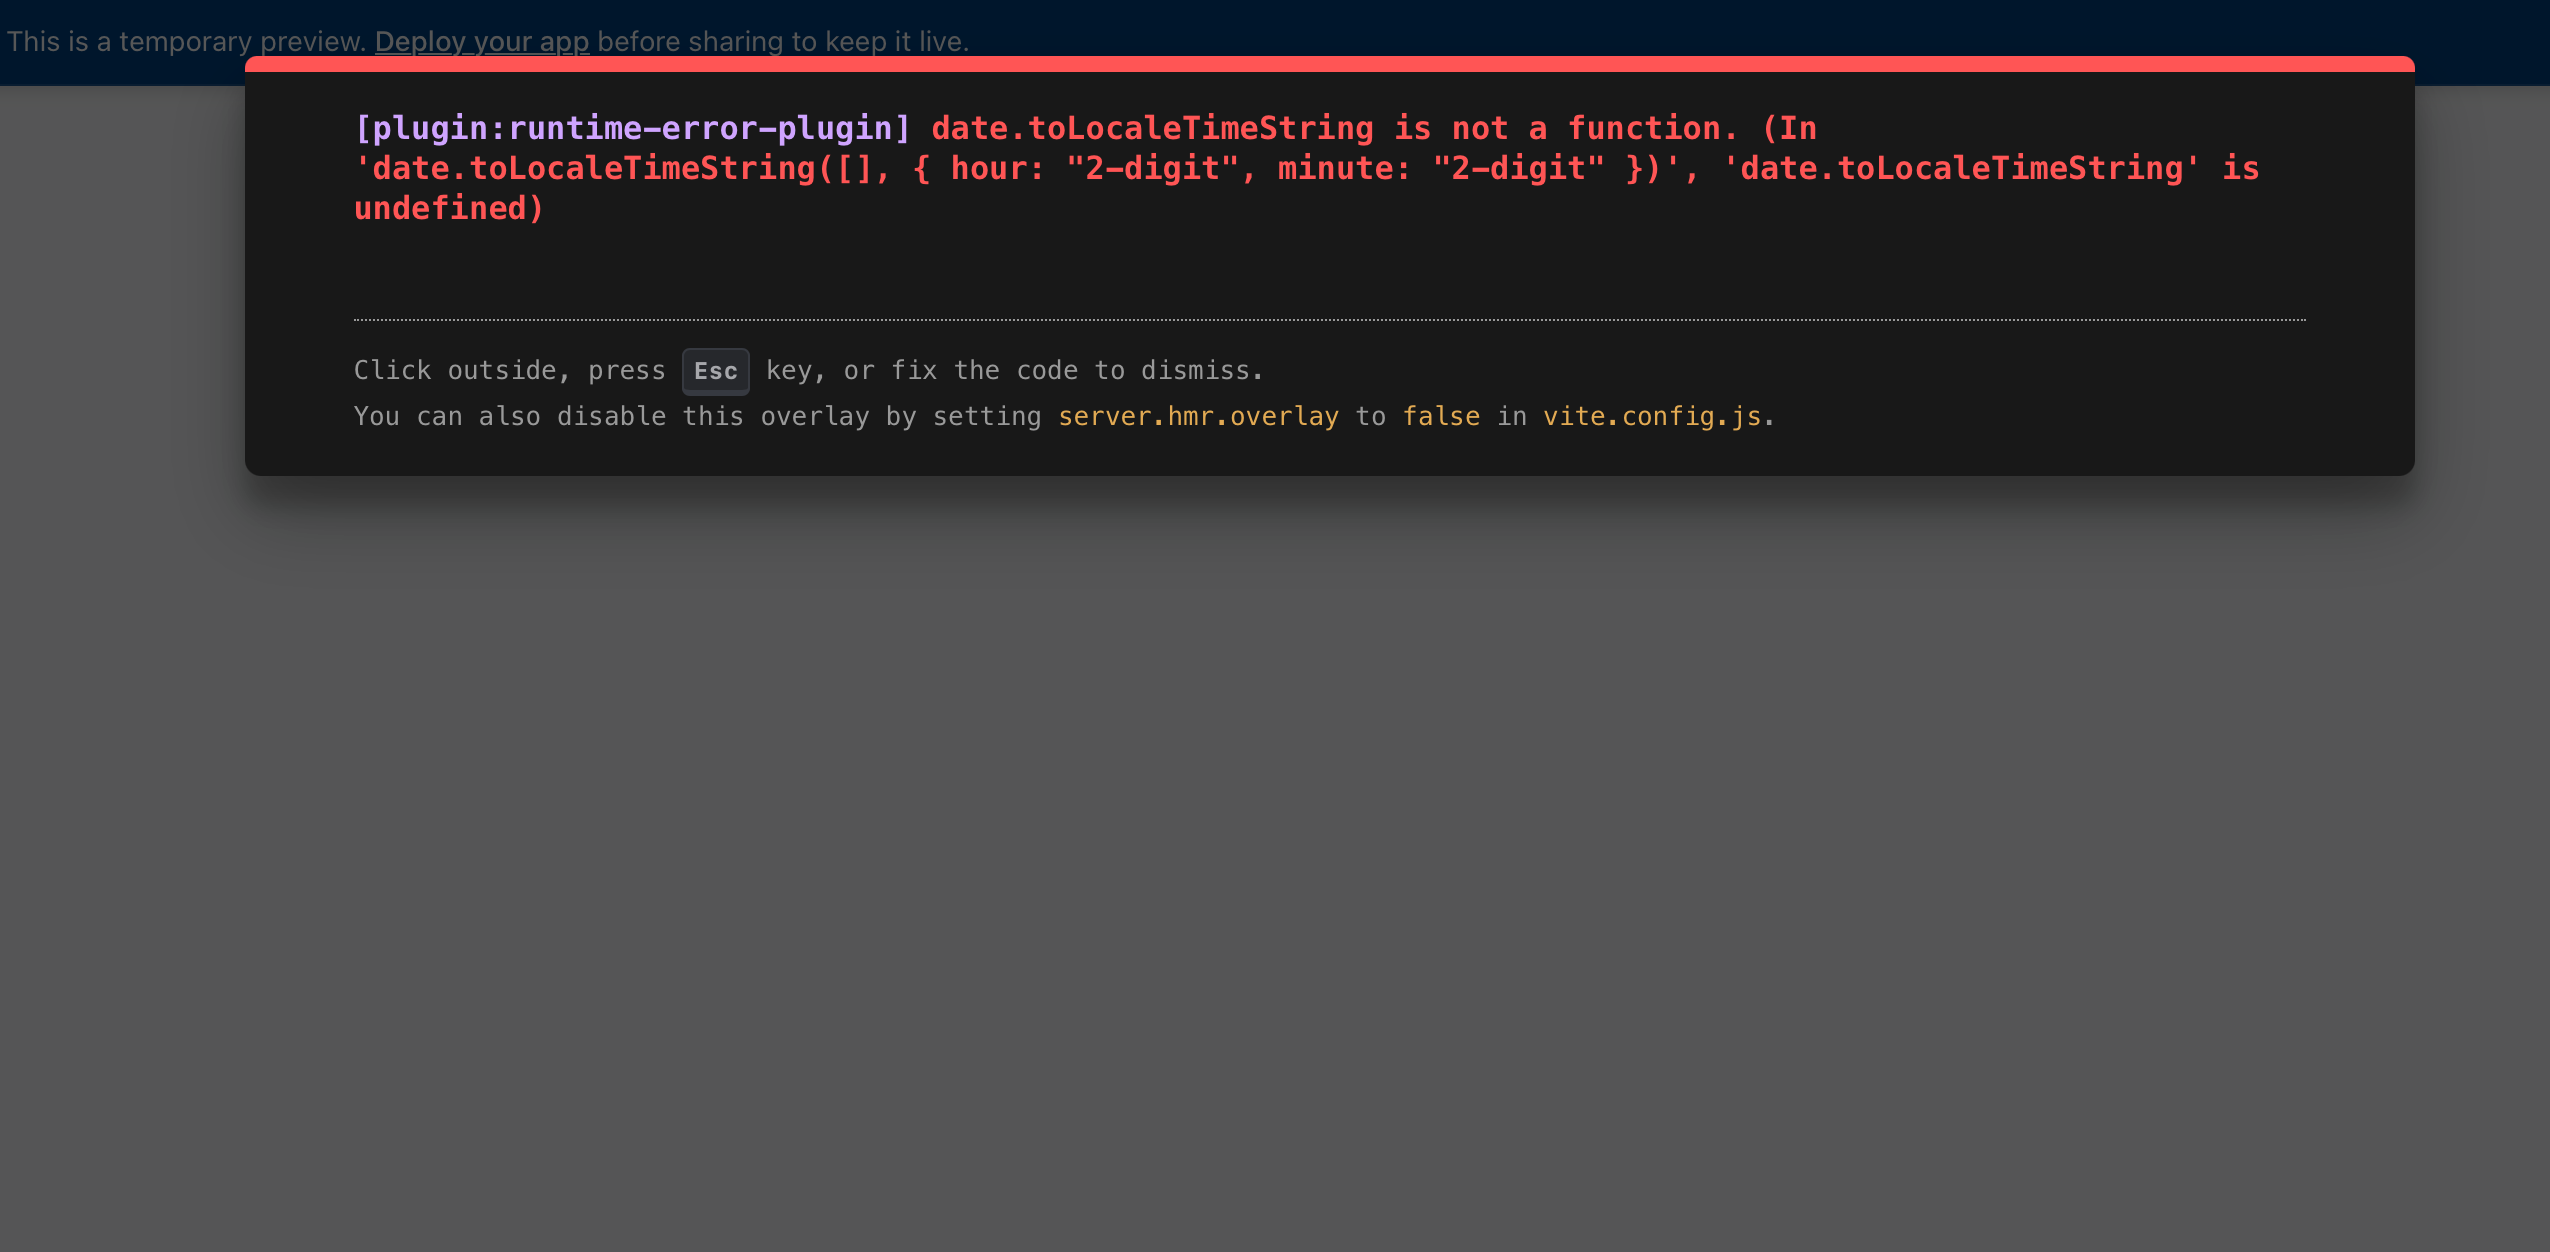 This is a temporary preview. Deploy your app before sharing to keep it live.
[plugin:runtime-error-plugin] date.toLocaleTimeString is not a function. (In
'date.toLocaleTimeString([], { hour: "2-digit", minute: "2-digit" })', 'date.toLocaleTimeString' is
undefined)
Click outside, press Esc key, or fix the code to dismiss.
You can also disable this overlay by setting server.hmr.overlay to false in vite.config.js.